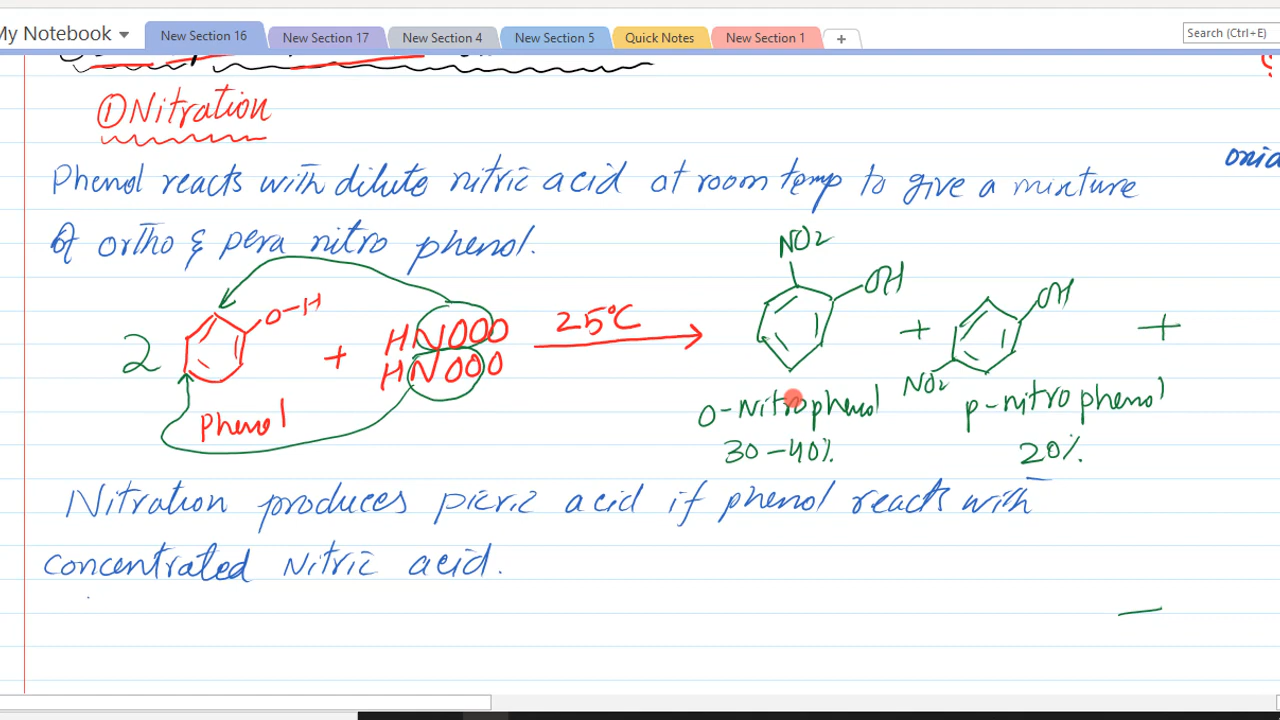 My Notebook
New Section 16
New Section 17
New Section 4
New Section 5
Quick Notes
New Section 1
Search (Ctrl+E)
① Nitration
Phenol reacts with dilute nitric acid at room temp to give a mixture
of ortho & pera nitro phenol.
2
O-H
+
HNOOO
HNOOO
25°C
NO2
OH
+
NO2
OH
+
Phenol
O-Nitrophenol
p-nitrophenol
30-40%
20%
Nitration produces picric acid if phenol reacts with
concentrated Nitric acid.